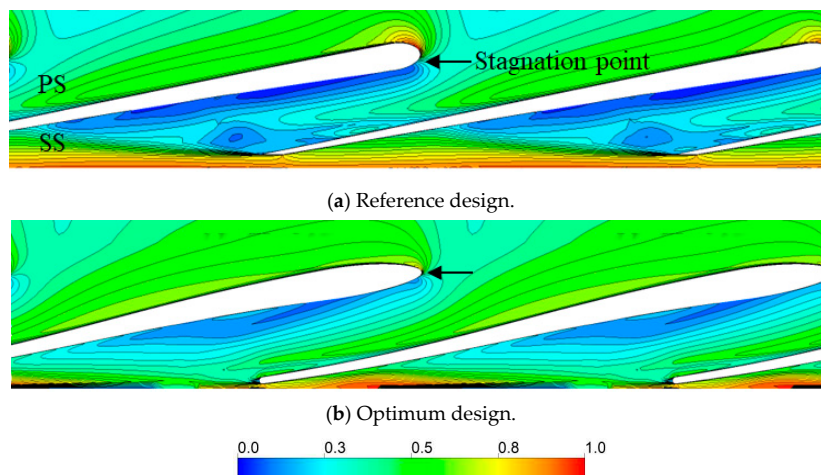 PS
Stagnation point
SS
(a) Reference design.
(b) Optimum design.
0.0 0.3 0.5 0.8 1.0